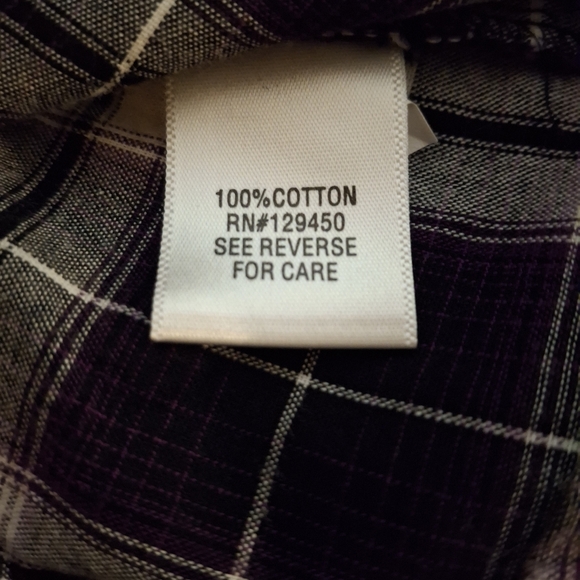 100%COTTON
RN#129450
SEE REVERSE
FOR CARE